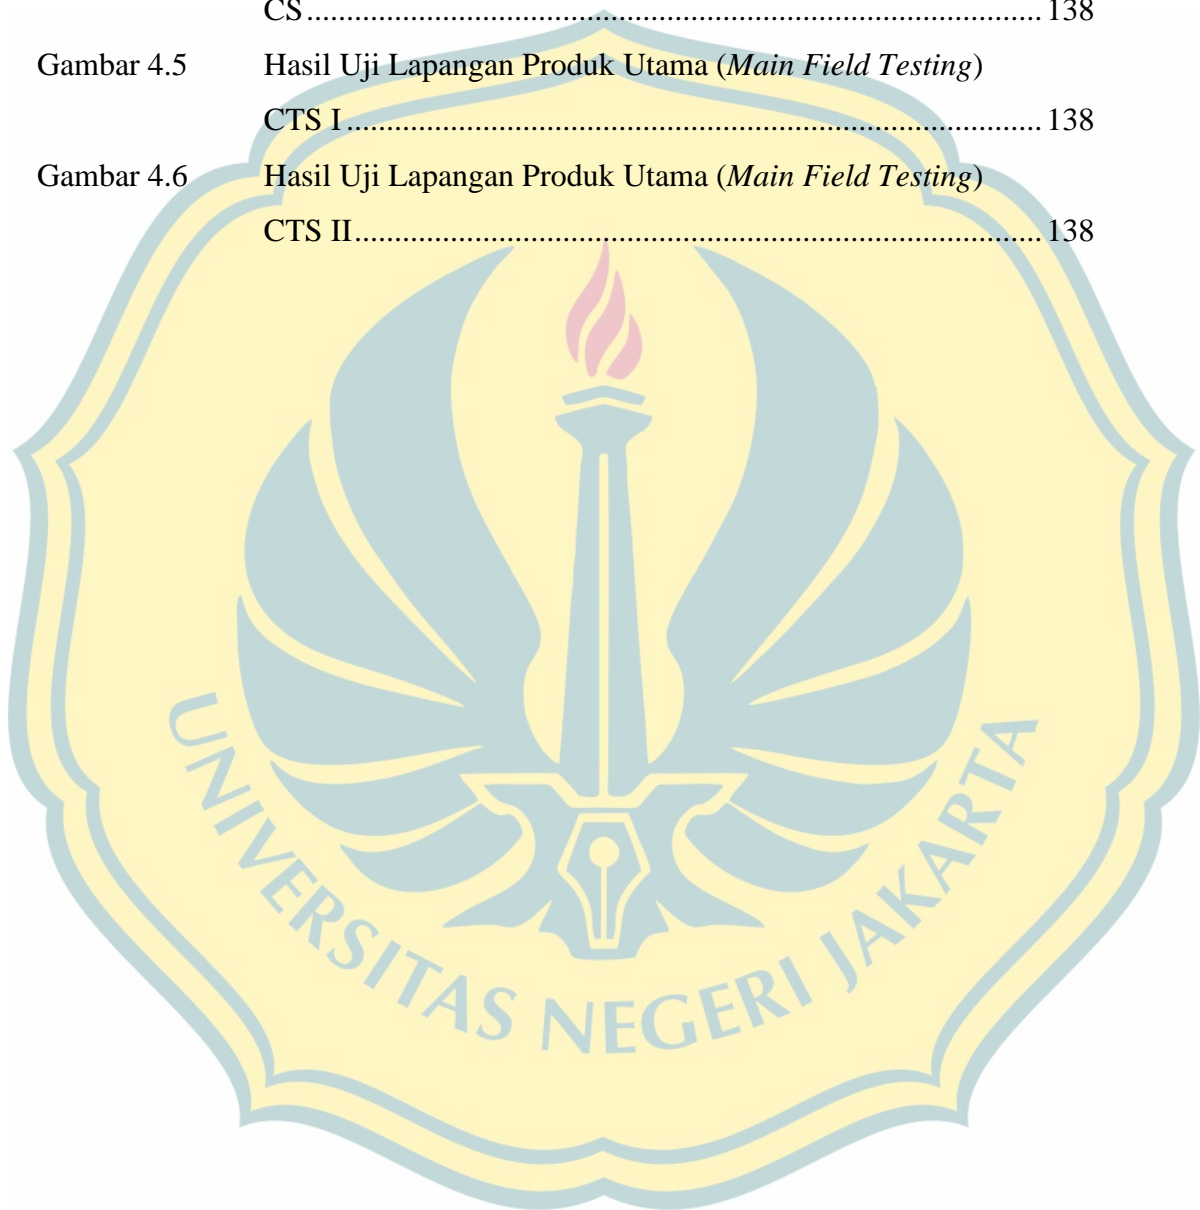 CS ............................................................................................ 138
Gambar 4.5 Hasil Uji Lapangan Produk Utama (Main Field Testing)
CTS I ....................................................................................... 138
Gambar 4.6 Hasil Uji Lapangan Produk Utama (Main Field Testing)
CTS II ...................................................................................... 138
UNIVERSITAS NEGERI JAKARTA